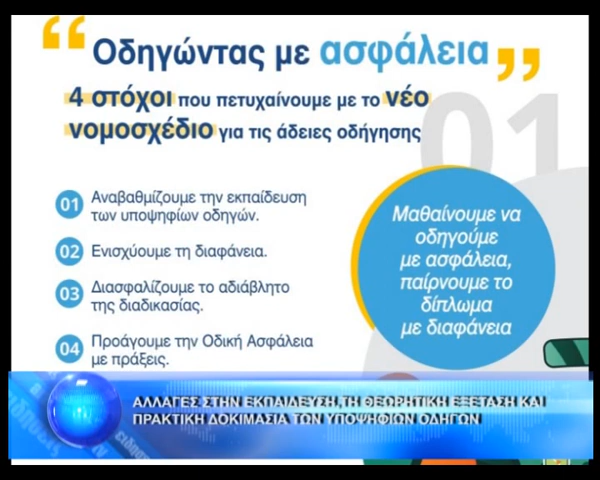 “Οδηγώντας με ασφάλεια„
01
4 στόχοι που πετυχαίνουμε με το νέο
νομοσχέδιο για τις άδειες οδήγησης
01 Αναβαθμίζουμε την εκπαίδευση
των υποψηφίων οδηγών.
02 Ενισχύουμε τη διαφάνεια.
03 Διασφαλίζουμε το αδιάβλητο
της διαδικασίας.
04 Προάγουμε την Οδική Ασφάλεια
με πράξεις.
Μαθαίνουμε να
οδηγούμε
με ασφάλεια,
παίρνουμε το
δίπλωμα
με διαφάνεια
ΑΛΛΑΓΕΣ ΣΤΗΝ ΕΚΠΑΙΔΕΥΣΗ,ΤΗ ΘΕΩΡΗΤΙΚΗ ΕΞΕΤΑΣΗ ΚΑΙ
ΠΡΑΚΤΙΚΗ ΔΟΚΙΜΑΣΙΑ ΤΩΝ ΥΠΟΨΗΦΙΩΝ ΟΔΗΓΩΝ